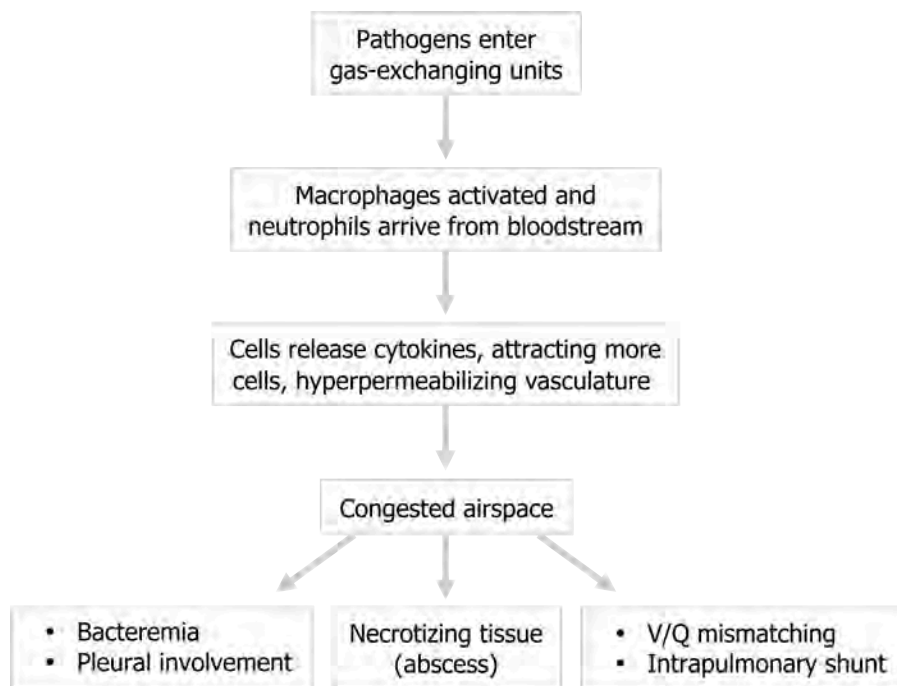 Pathogens enter
gas-exchanging units
Macrophages activated and
neutrophils arrive from bloodstream
Cells release cytokines, attracting more
cells, hyperpermeabilizing vasculature
Congested airspace
• Bacteremia
• Pleural involvement
Necrotizing tissue
(abscess)
• V/Q mismatching
• Intrapulmonary shunt